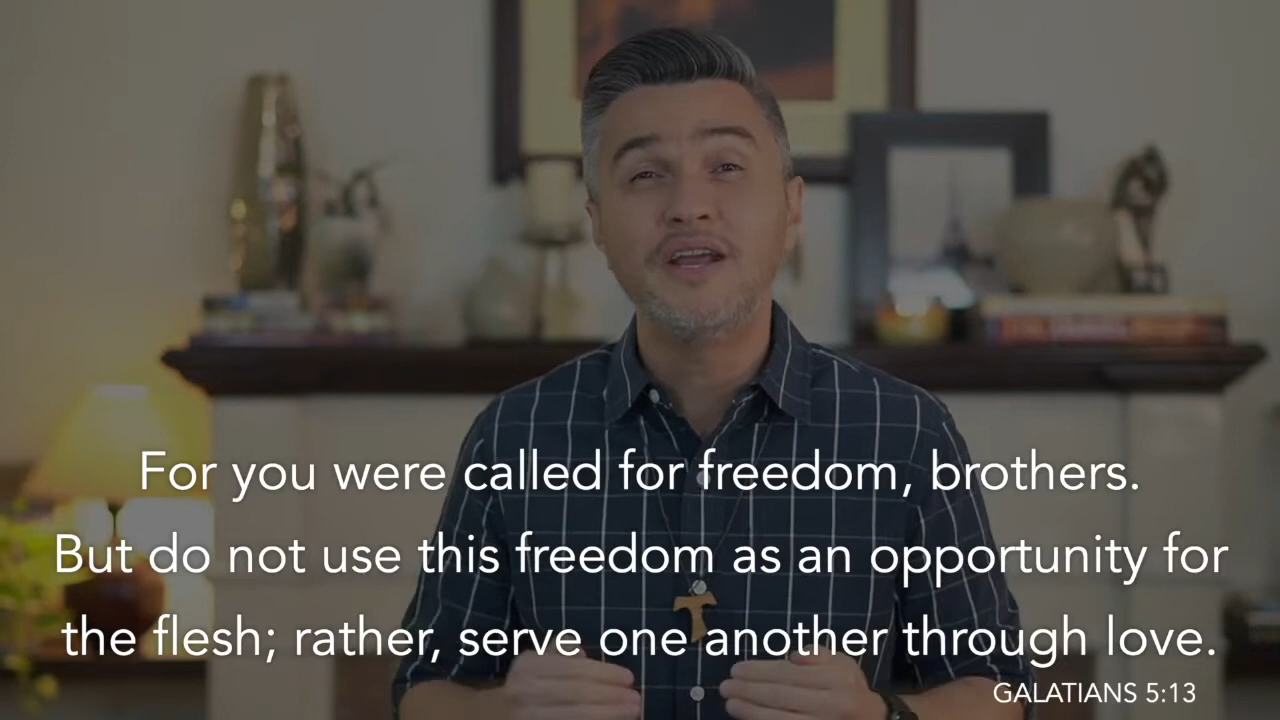 For you were called for freedom, brothers.
But do not use this freedom as an opportunity for
the flesh; rather, serve one another through love.
GALATIANS 5:13